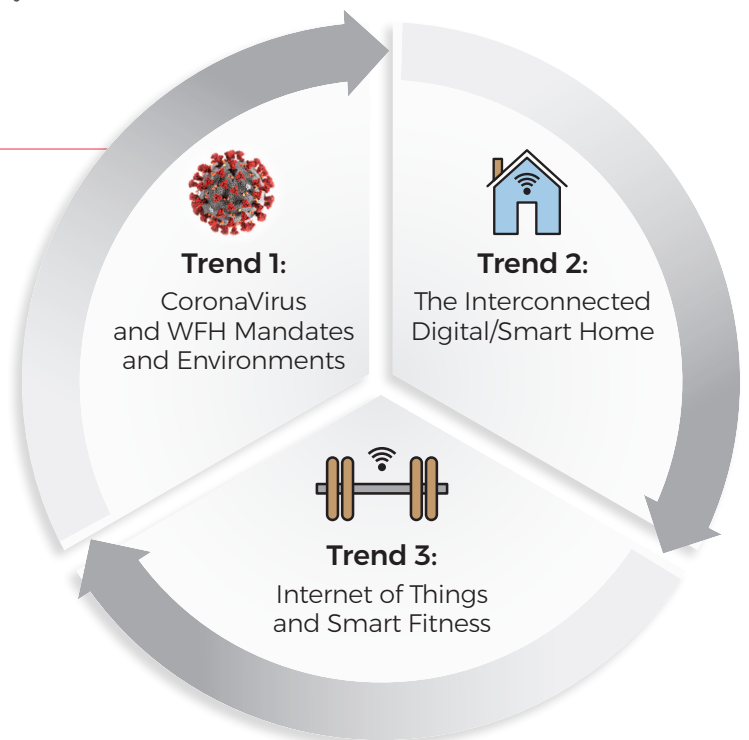 Trend 1:
CoronaVirus
and WFH Mandates
and Environments
Trend 2:
The Interconnected
Digital/Smart Home
Trend 3:
Internet of Things
and Smart Fitness